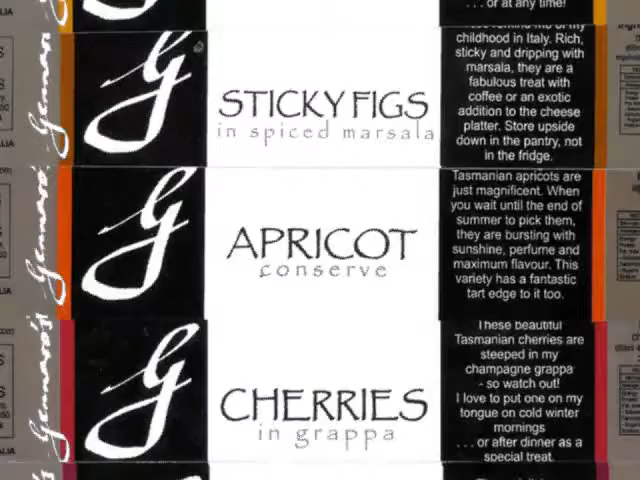 . . . or at any time!
Gennaro's
G
STICKY FIGS
in spiced marsala
childhood in Italy. Rich,
sticky and dripping with
marsala, they are a
fabulous treat with
coffee or an exotic
addition to the cheese
platter. Store upside
down in the pantry, not
in the fridge.
Gennaro's
G
APRICOT
conserve
Tasmanian apricots are
just magnificent. When
you wait until the end of
summer to pick them,
they are bursting with
sunshine, perfume and
maximum flavour. This
variety has a fantastic
tart edge to it too.
Gennaro's
G
CHERRIES
in grappa
These beautiful
Tasmanian cherries are
steeped in my
champagne grappa
- so watch out!
I love to put one on my
tongue on cold winter
mornings
. . . or after dinner as a
special treat.